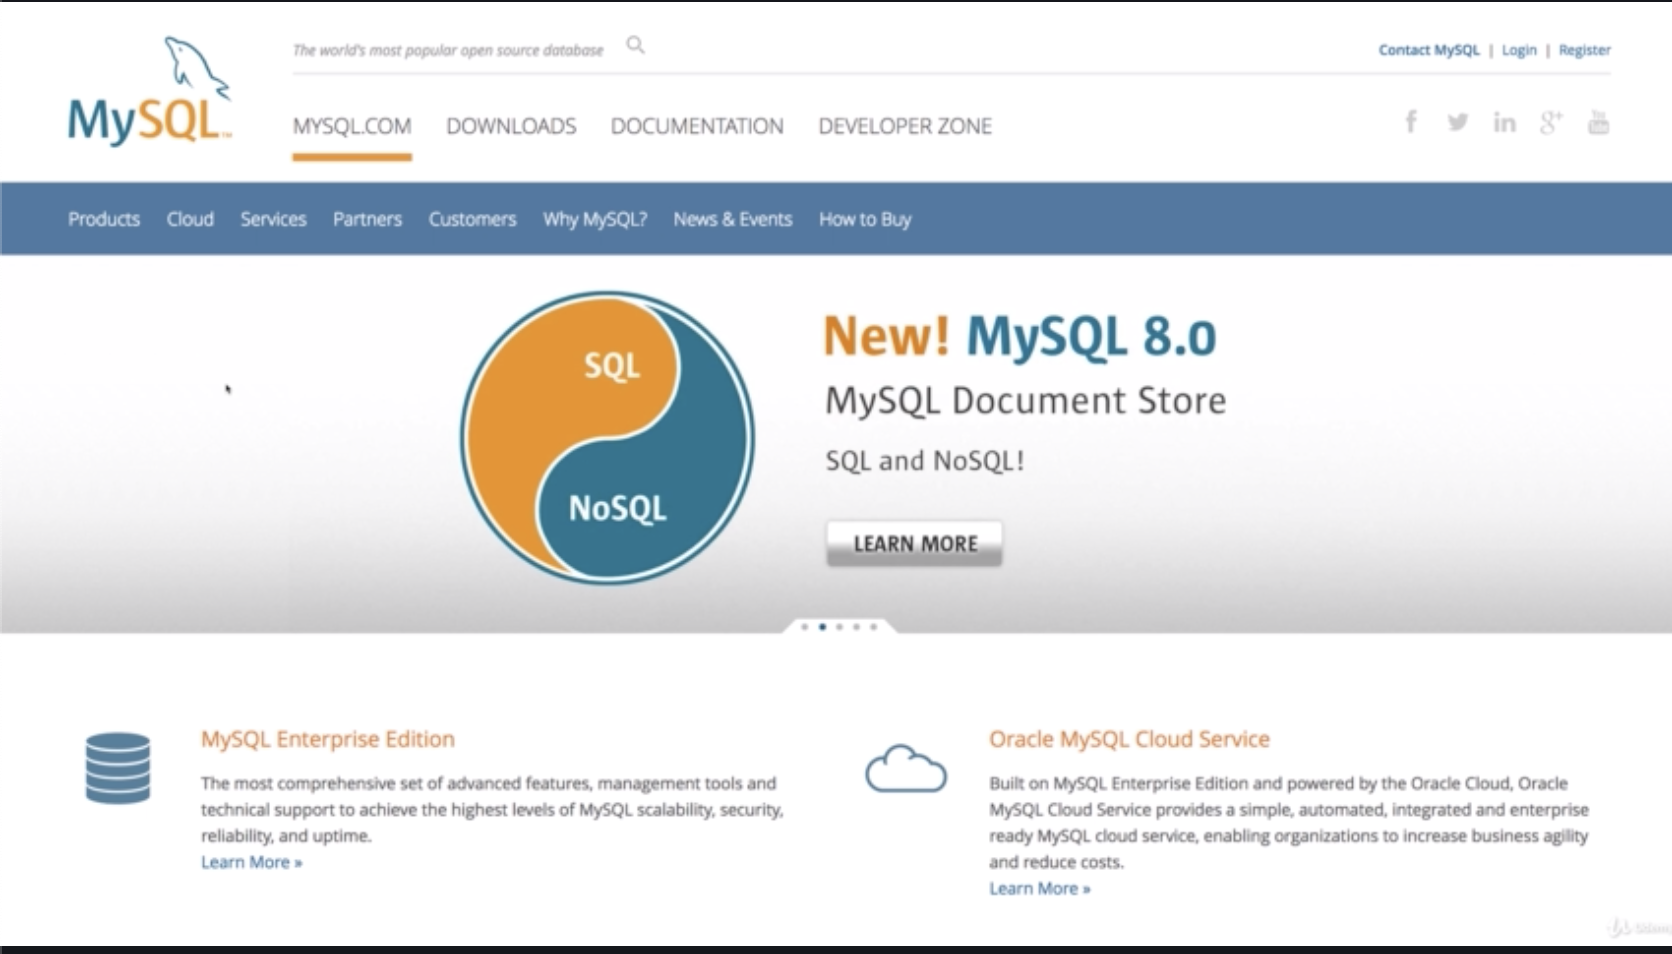 The world's most popular open source database
Contact MySQL | Login | Register
MySQL™
MYSQL.COM DOWNLOADS DOCUMENTATION DEVELOPER ZONE
Products Cloud Services Partners Customers Why MySQL? News & Events How to Buy
SQL
NoSQL
New! MySQL 8.0
MySQL Document Store
SQL and NoSQL!
LEARN MORE
MySQL Enterprise Edition
The most comprehensive set of advanced features, management tools and
technical support to achieve the highest levels of MySQL scalability, security,
reliability, and uptime.
Learn More »
Oracle MySQL Cloud Service
Built on MySQL Enterprise Edition and powered by the Oracle Cloud, Oracle
MySQL Cloud Service provides a simple, automated, integrated and enterprise
ready MySQL cloud service, enabling organizations to increase business agility
and reduce costs.
Learn More »